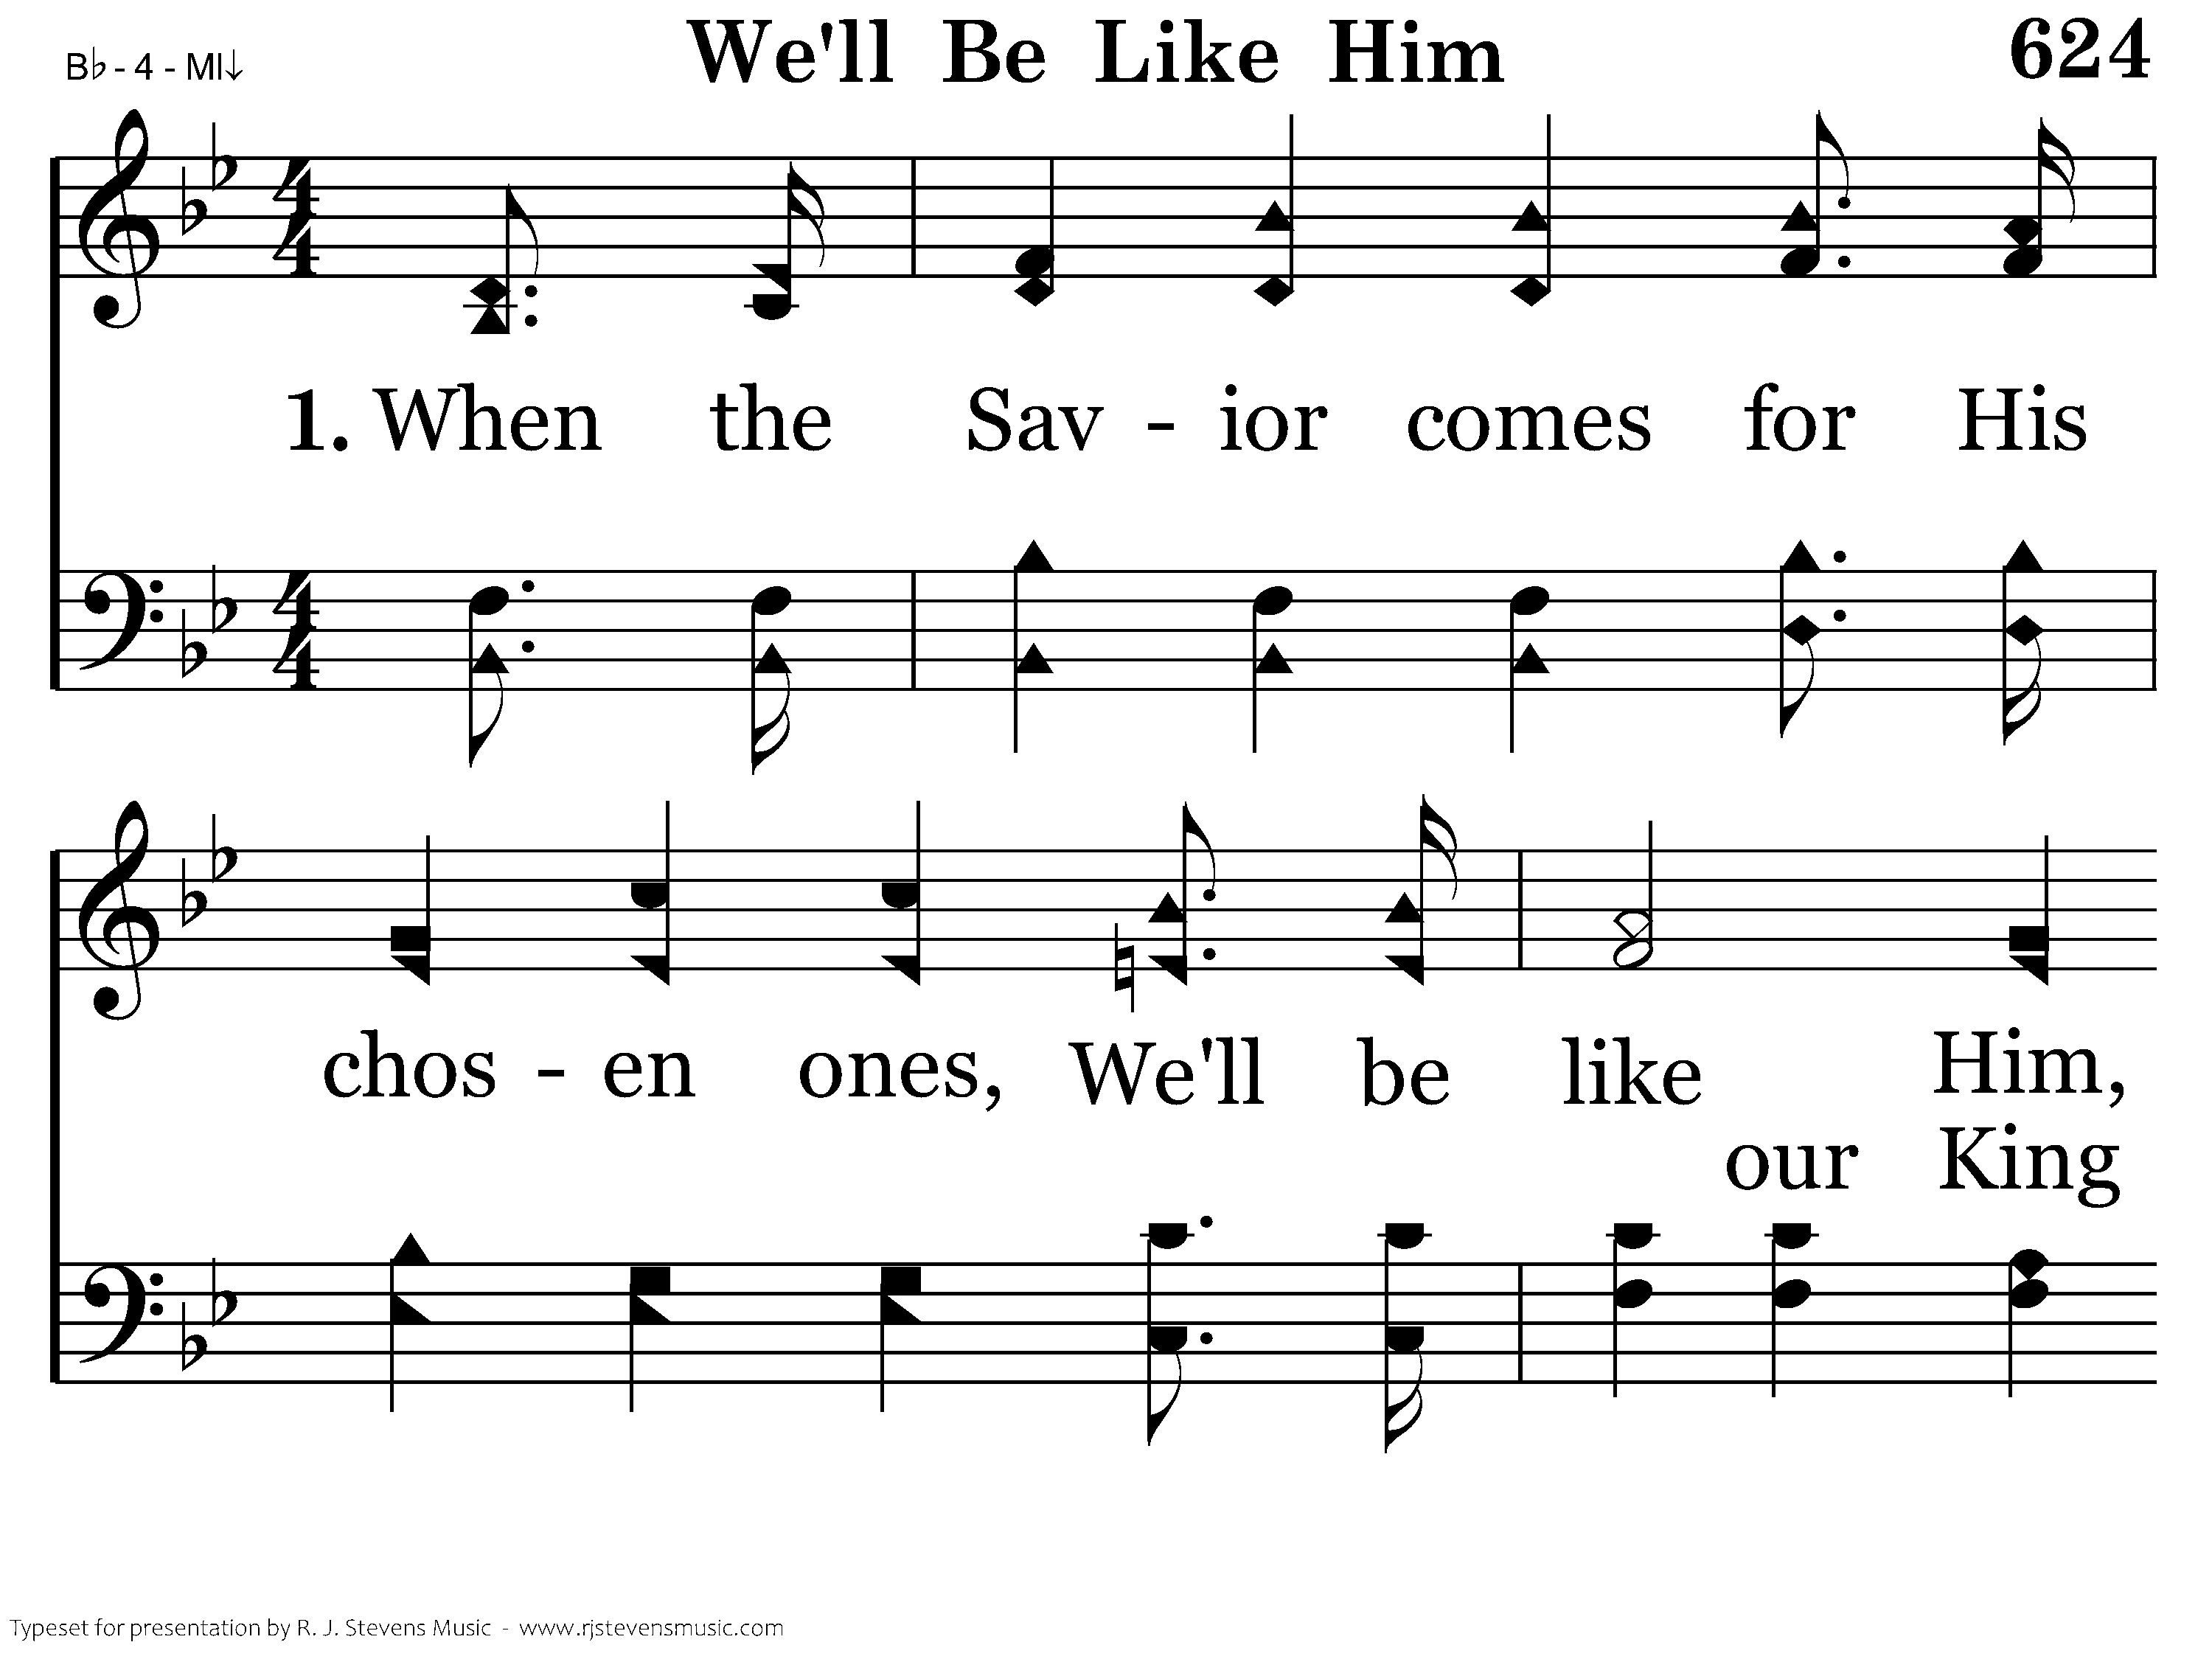 B♭ - 4 - MI↓
We'll Be Like Him
624
1. When the Sav - ior comes for His
chos - en ones, We'll be like Him,
our King
Typeset for presentation by R. J. Stevens Music - www.rjstevensmusic.com